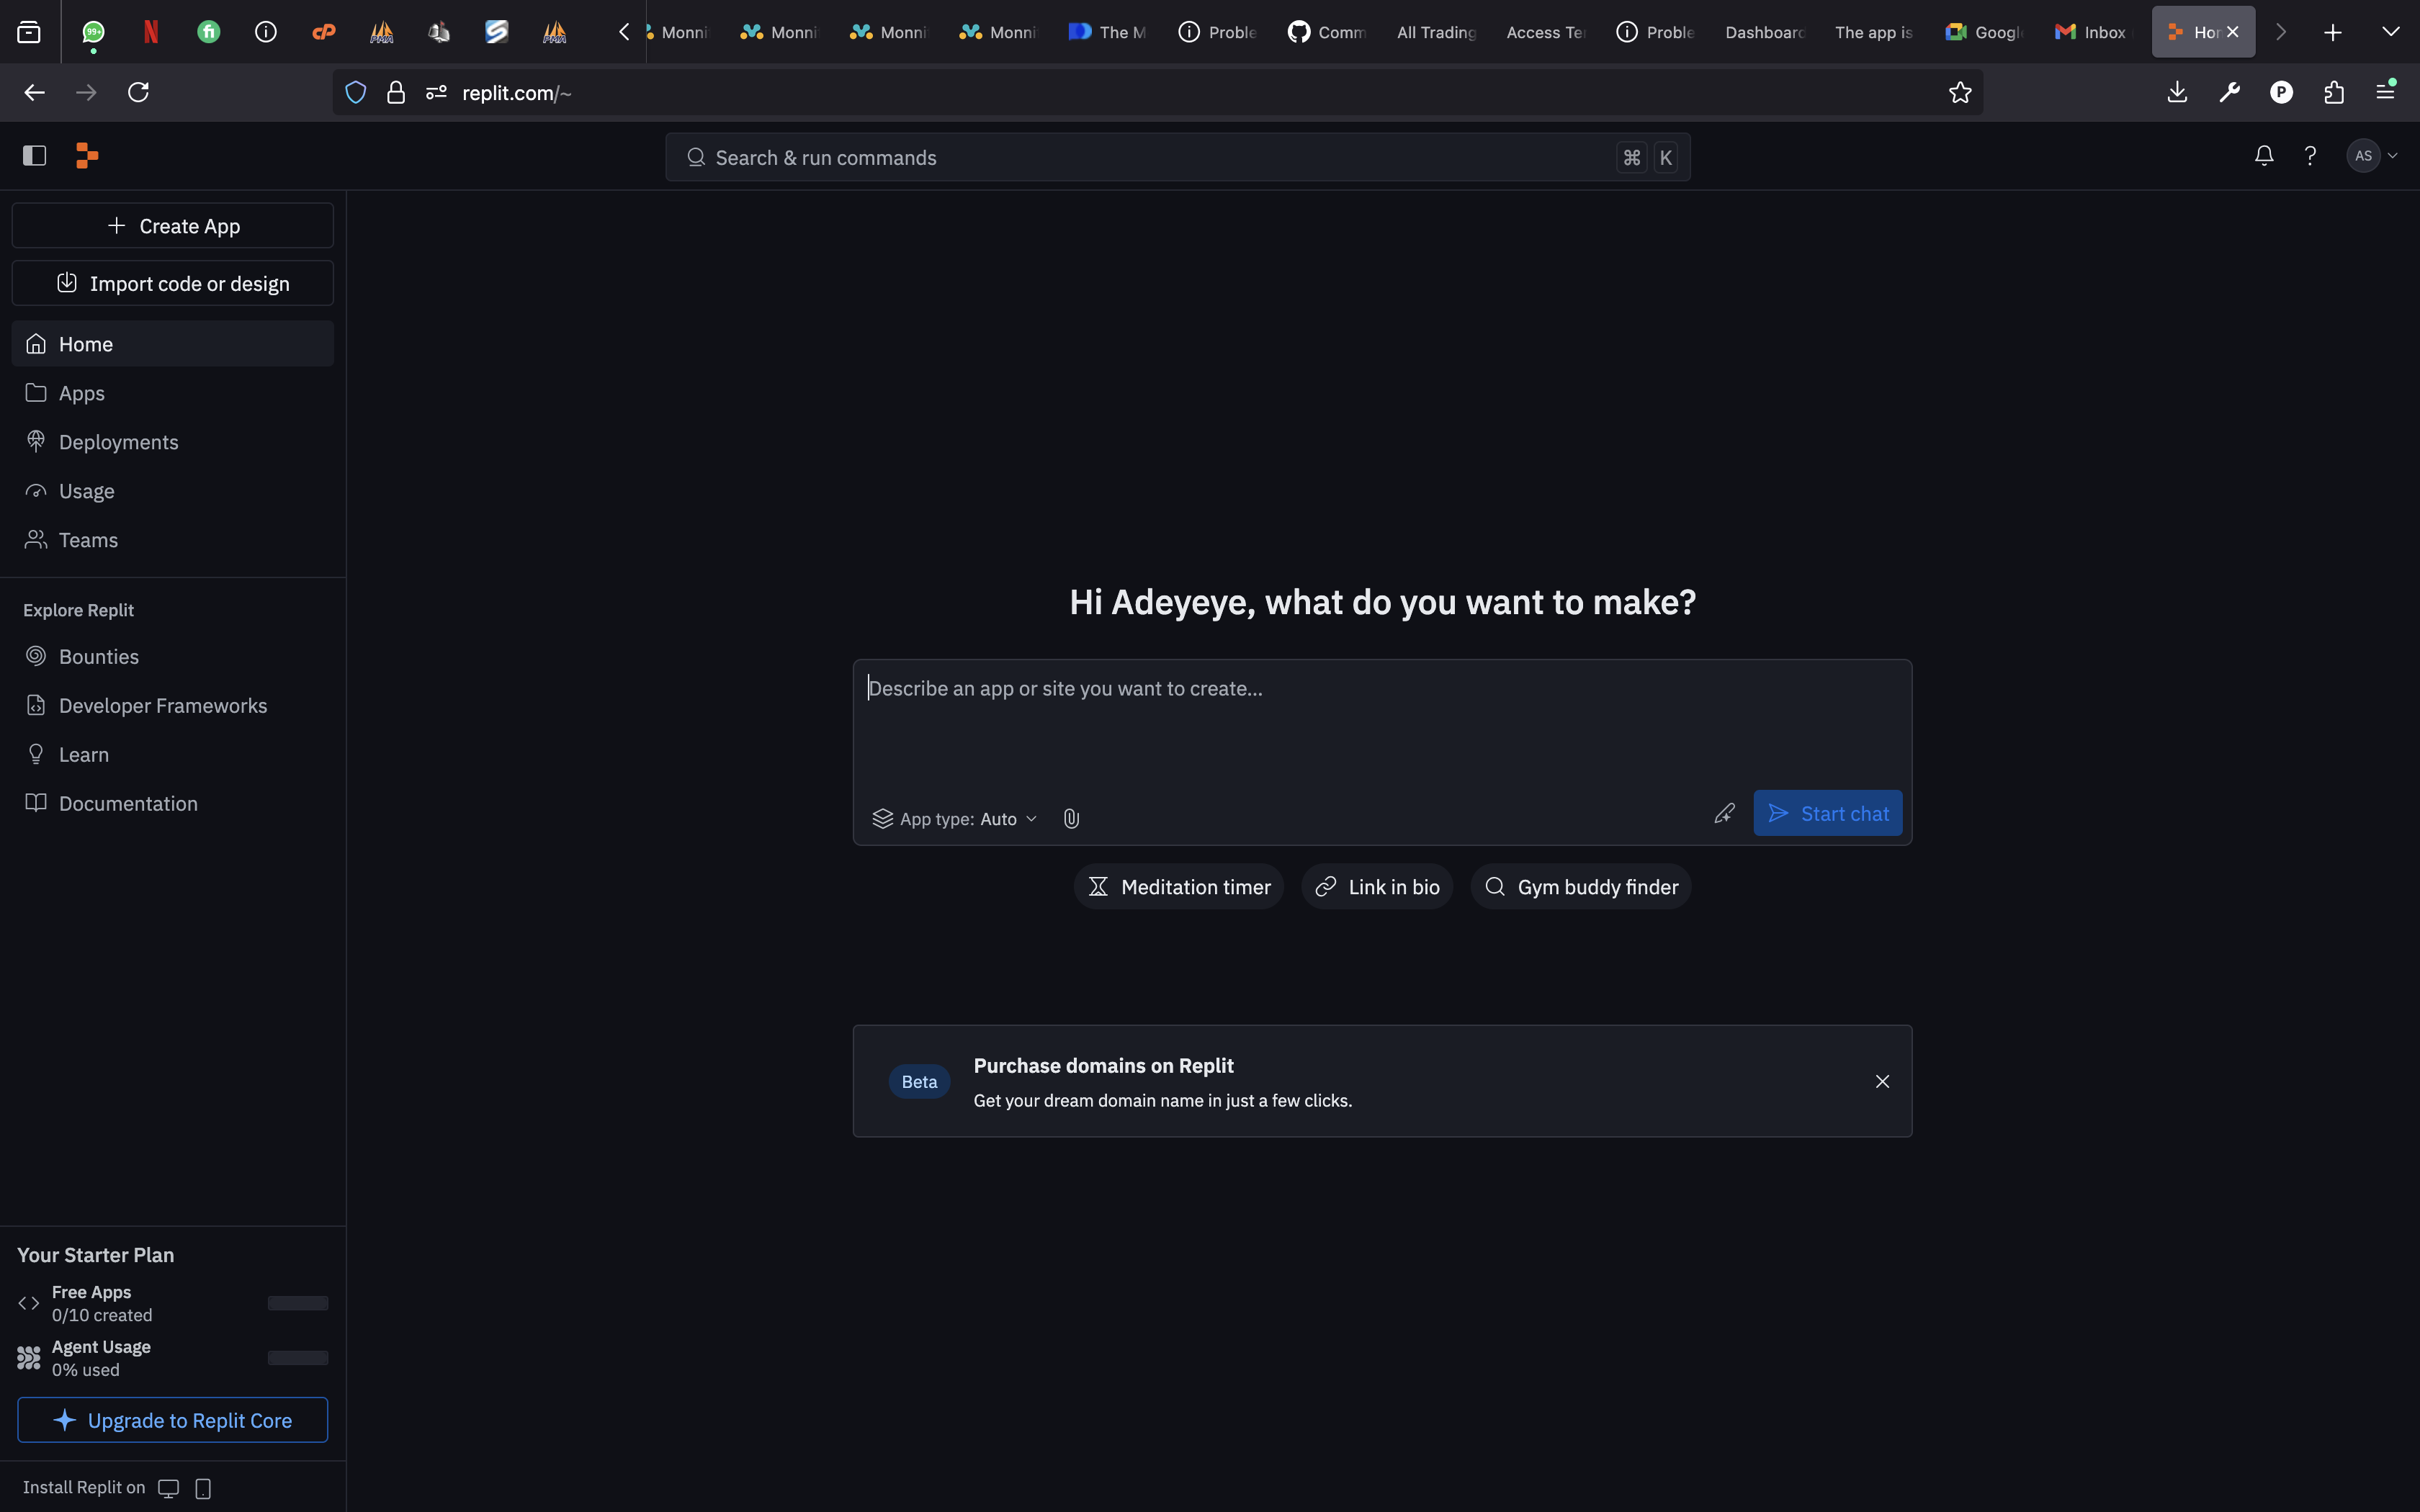 99+
Monni
Monni
Monni
Monni
The M
Proble
Comm
All Trading
Access Te
Proble
Dashboard
The app is
Googl
Inbox
Hor
replit.com/~
P
Search & run commands
⌘ K
?
AS
Create App
Import code or design
Home
Apps
Deployments
Usage
Teams
Explore Replit
Bounties
Developer Frameworks
Learn
Documentation
Hi Adeyeye, what do you want to make?
Describe an app or site you want to create...
App type: Auto
Start chat
Meditation timer
Link in bio
Gym buddy finder
Beta
Purchase domains on Replit
Get your dream domain name in just a few clicks.
Your Starter Plan
Free Apps
0/10 created
Agent Usage
0% used
Upgrade to Replit Core
Install Replit on